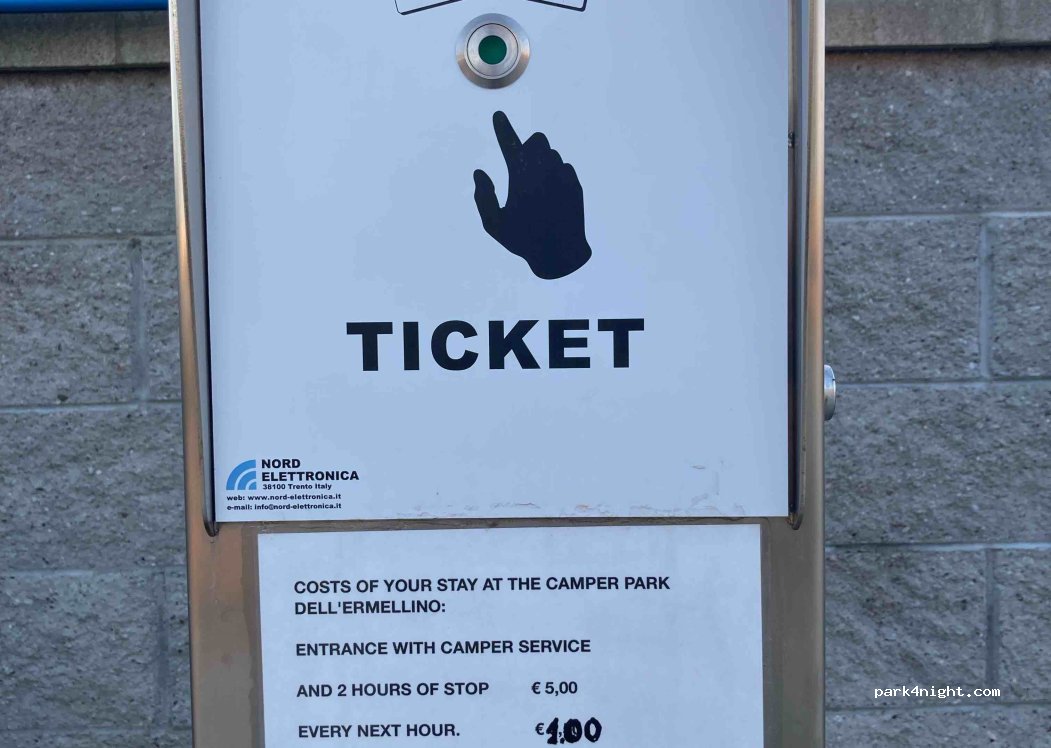 TICKET
NORD
ELETTRONICA
38100 Trento Italy
web: www.nord-elettronica.it
e-mail: info@nord-elettronica.it
COSTS OF YOUR STAY AT THE CAMPER PARK
DELL'ERMELLINO:
ENTRANCE WITH CAMPER SERVICE
AND 2 HOURS OF STOP € 5,00
EVERY NEXT HOUR. € 1.00
park4night.com